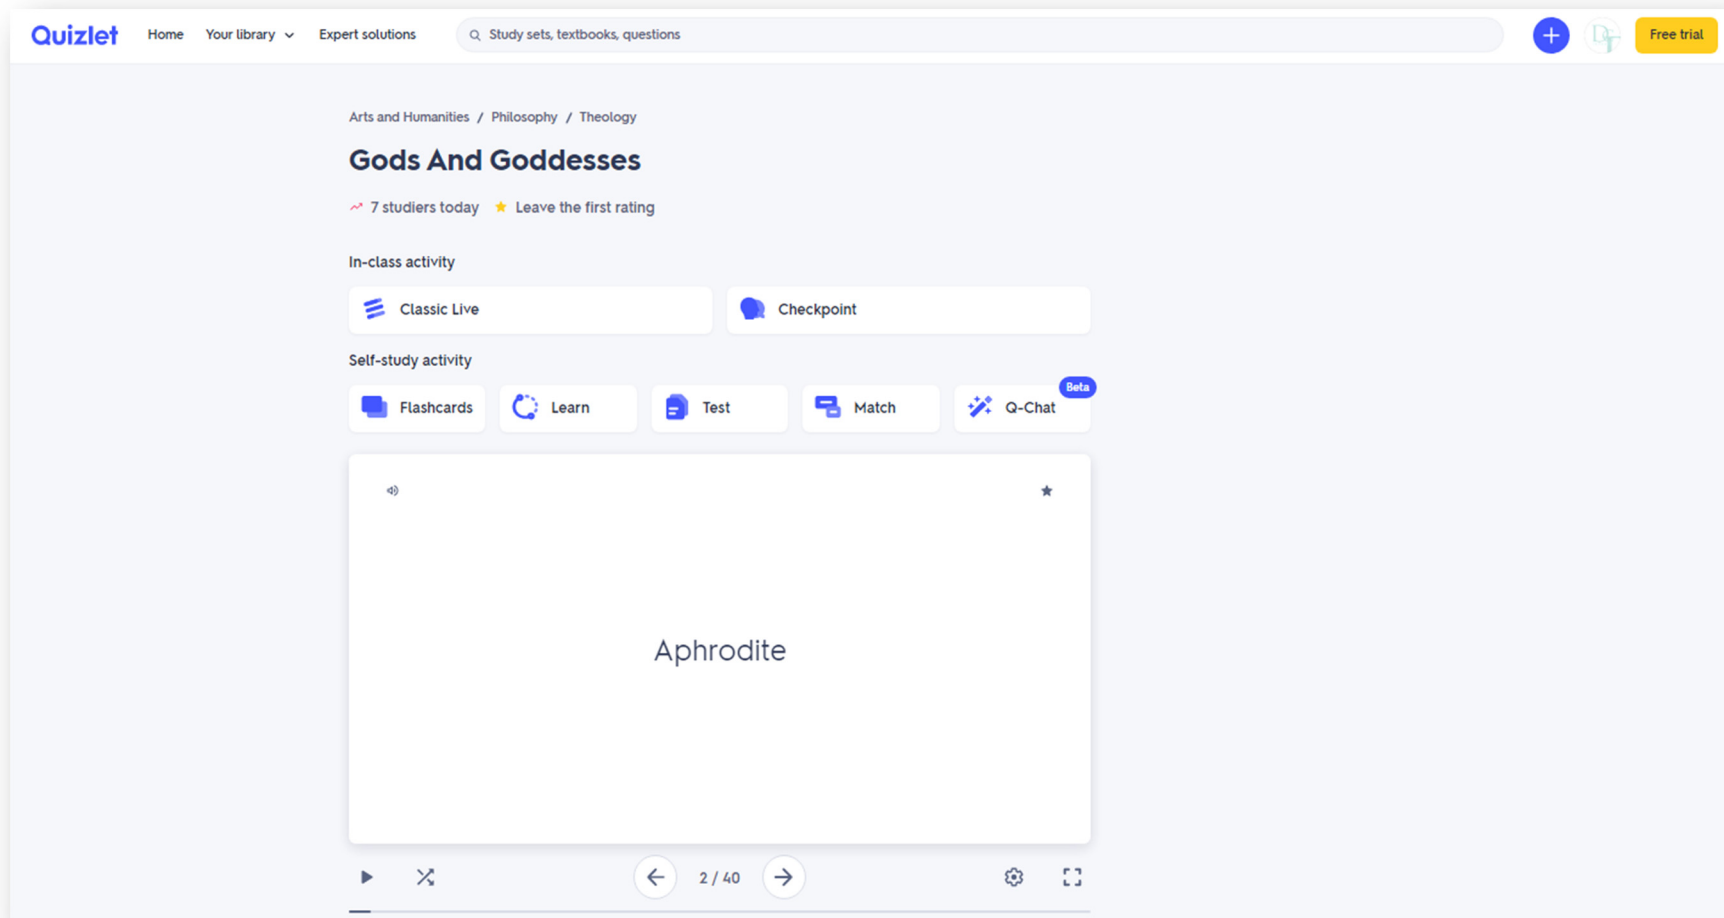 Quizlet Home Your library Expert solutions Study sets, textbooks, questions Free trial
Arts and Humanities / Philosophy / Theology
Gods And Goddesses
7 studiers today Leave the first rating
In-class activity
Classic Live Checkpoint
Self-study activity
Beta
Flashcards Learn Test Match Q-Chat
Aphrodite
2 / 40